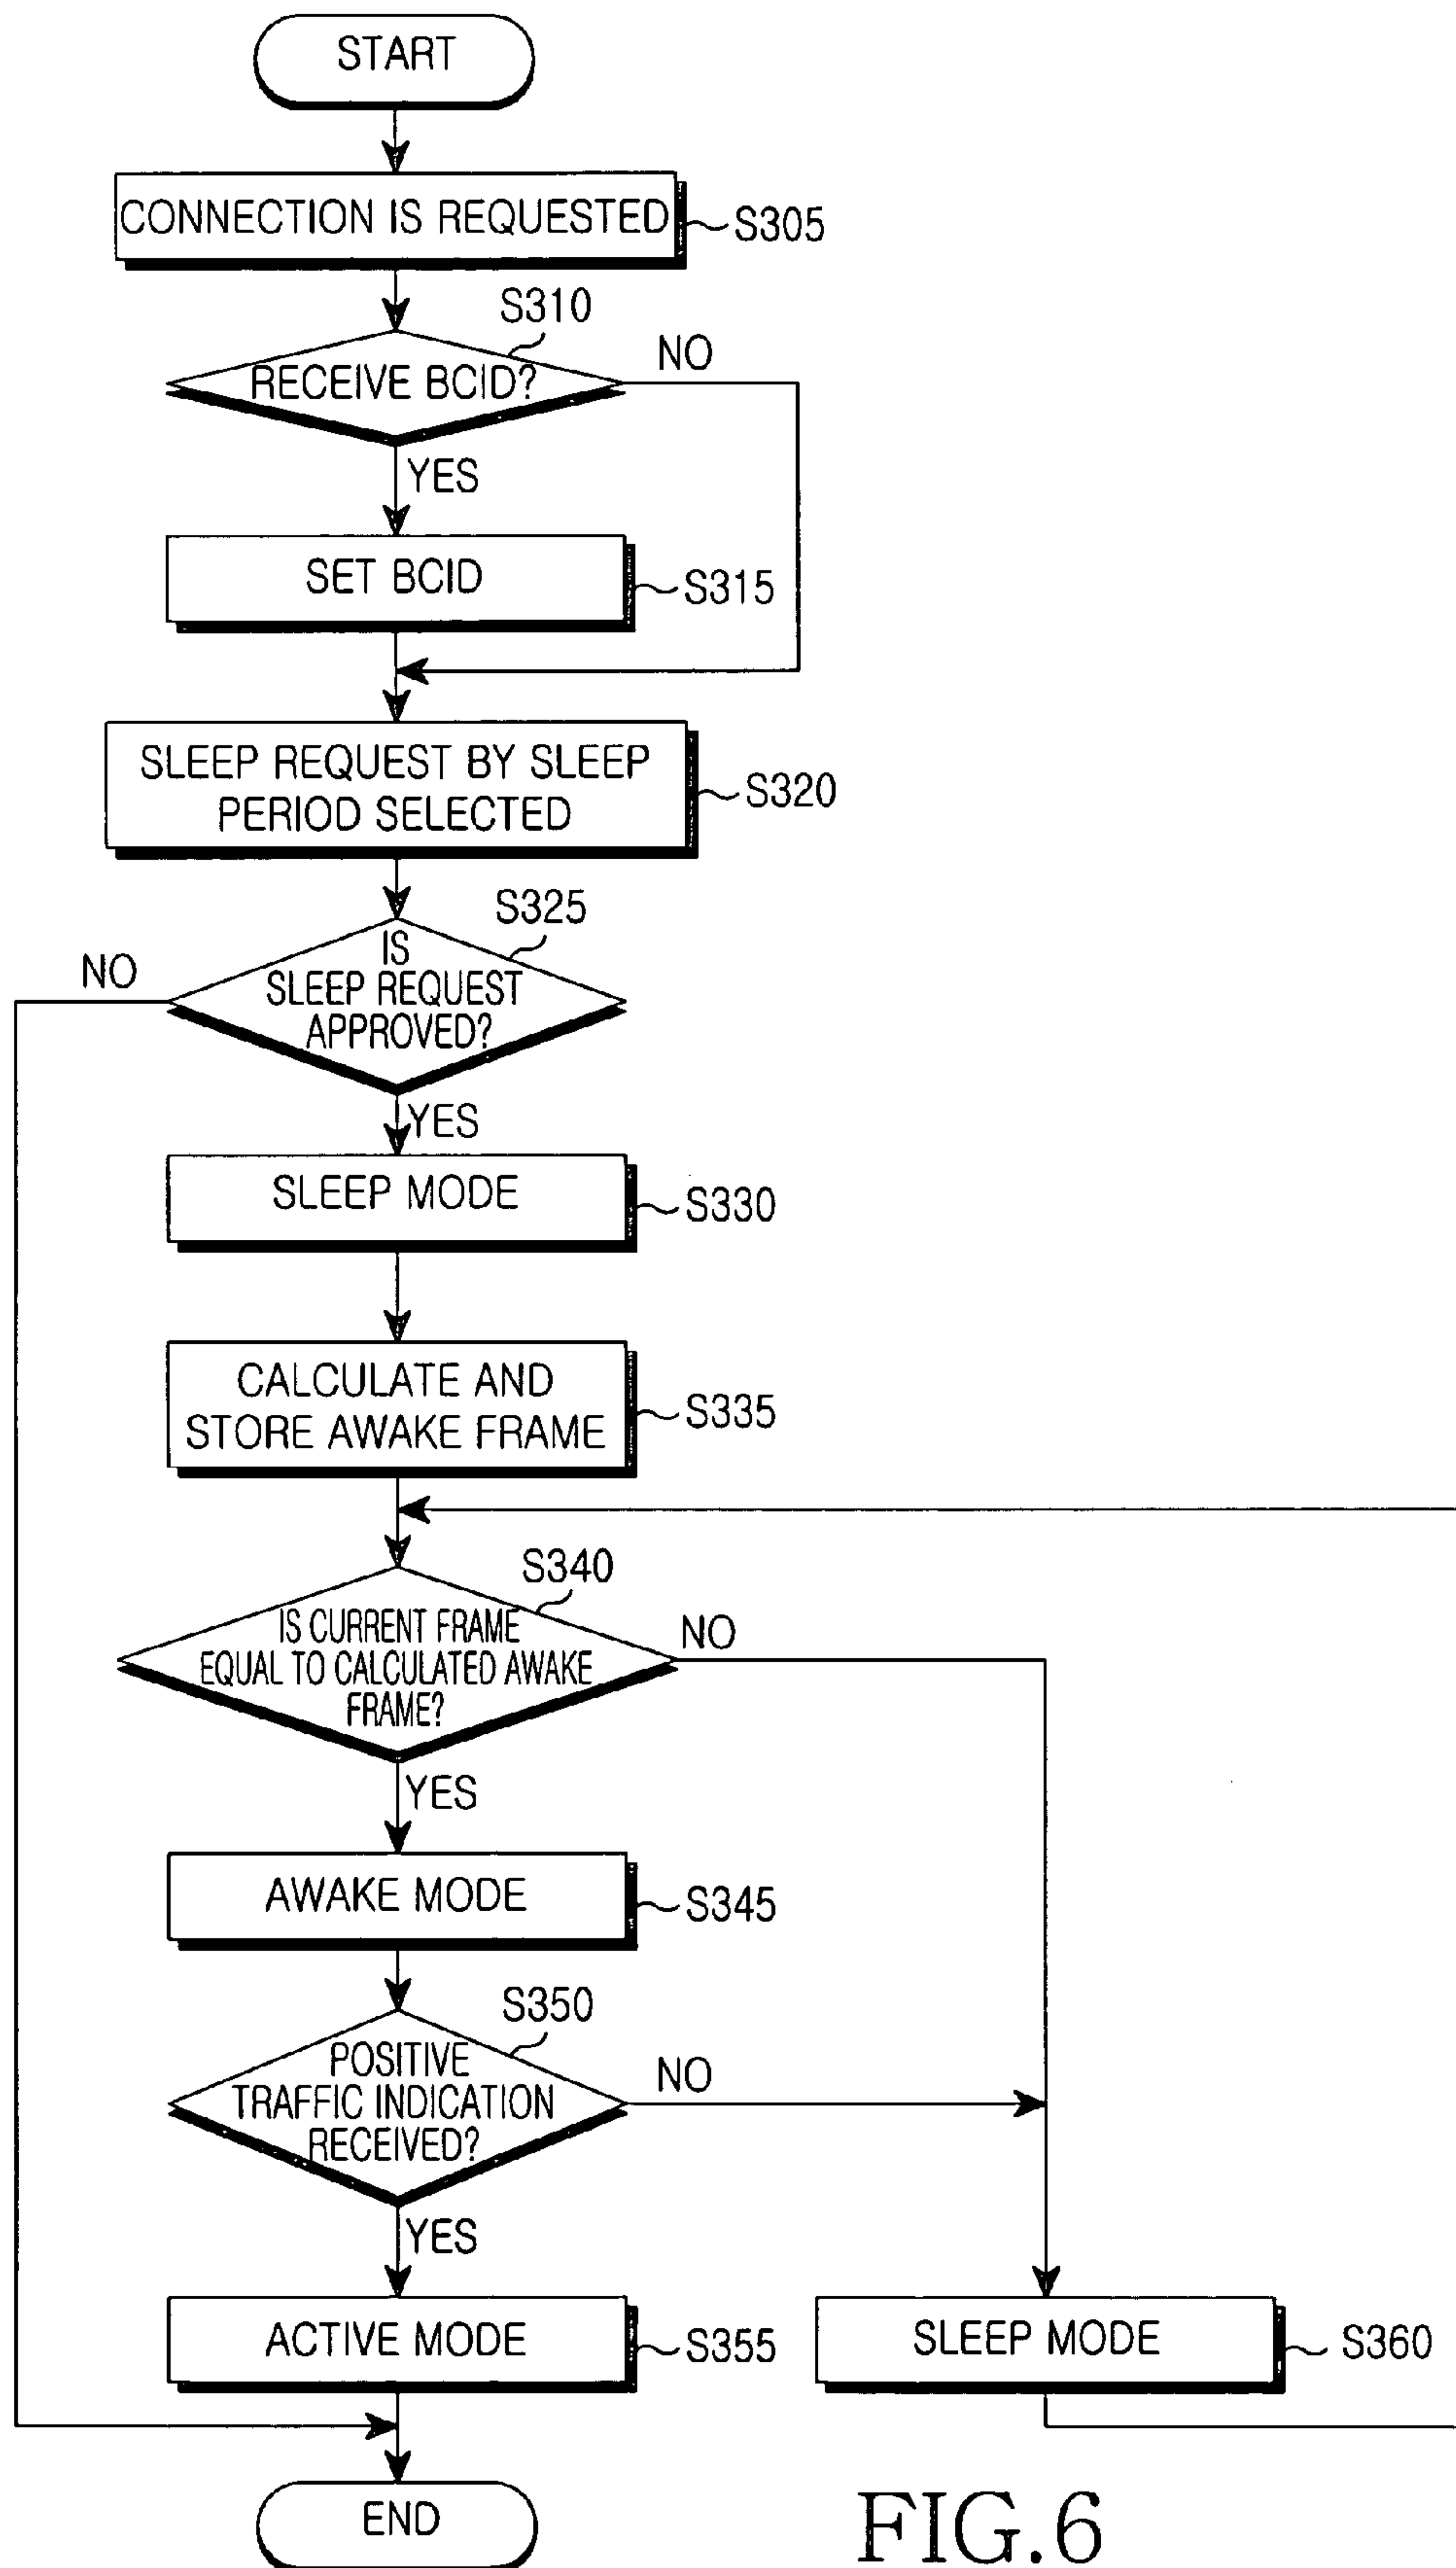 START
CONNECTION IS REQUESTED
S305
S310
RECEIVE BCID?
NO
YES
SET BCID
S315
SLEEP REQUEST BY SLEEP
PERIOD SELECTED
S320
S325
IS
SLEEP REQUEST
APPROVED?
NO
YES
SLEEP MODE
S330
CALCULATE AND
STORE AWAKE FRAME
S335
S340
IS CURRENT FRAME
EQUAL TO CALCULATED AWAKE
FRAME?
NO
YES
AWAKE MODE
S345
S350
POSITIVE
TRAFFIC INDICATION
RECEIVED?
NO
YES
ACTIVE MODE
S355
SLEEP MODE
S360
END
FIG.6